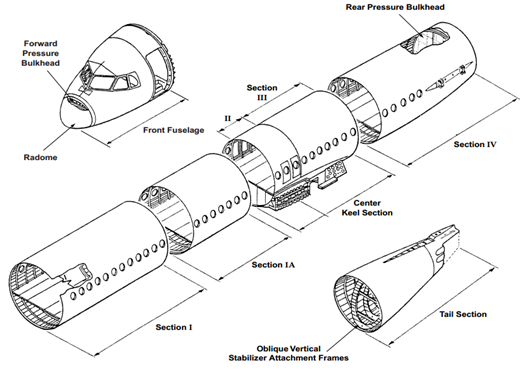 Rear Pressure Bulkhead
Forward
Pressure
Bulkhead
Section
III
II
Front Fuselage
Radome
Section IV
Center
Keel Section
Section IA
Section I
Tail Section
Oblique Vertical
Stabilizer Attachment Frames